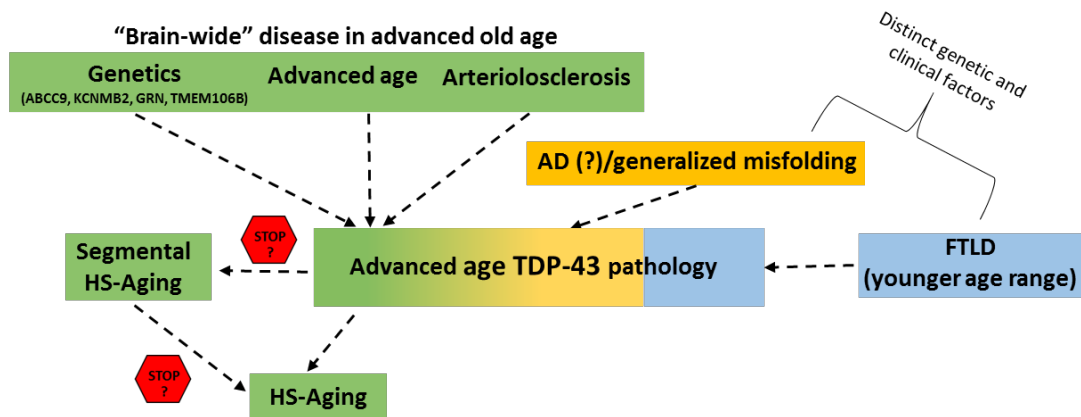 “Brain-wide” disease in advanced old age
Genetics
(ABCC9, KCNMB2, GRN, TMEM106B)
Advanced age
Arteriolosclerosis
Distinct genetic and
clinical factors
AD (?)/generalized misfolding
STOP
?
Segmental
HS-Aging
Advanced age TDP-43 pathology
FTLD
(younger age range)
STOP
?
HS-Aging